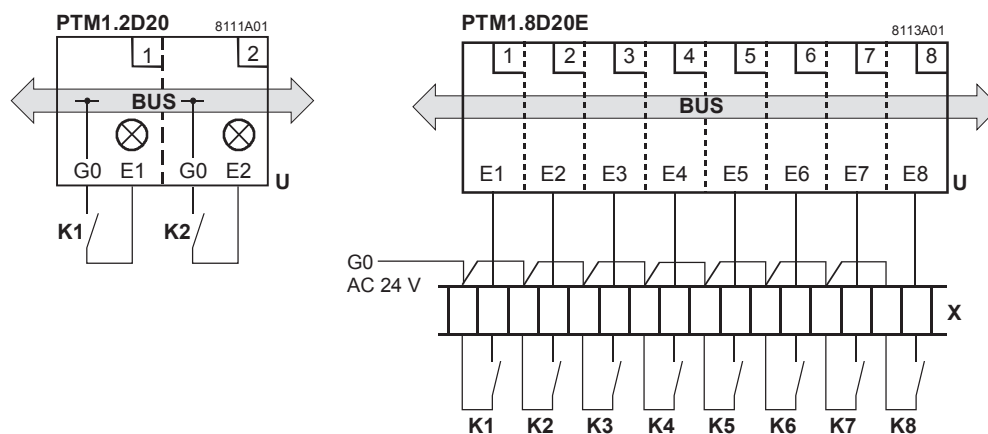 PTM1.2D20 8111A01
1 2
BUS
G0 E1 G0 E2 U
K1 K2
PTM1.8D20E 8113A01
1 2 3 4 5 6 7 8
BUS
E1 E2 E3 E4 E5 E6 E7 E8 U
G0
AC 24 V
X
K1 K2 K3 K4 K5 K6 K7 K8